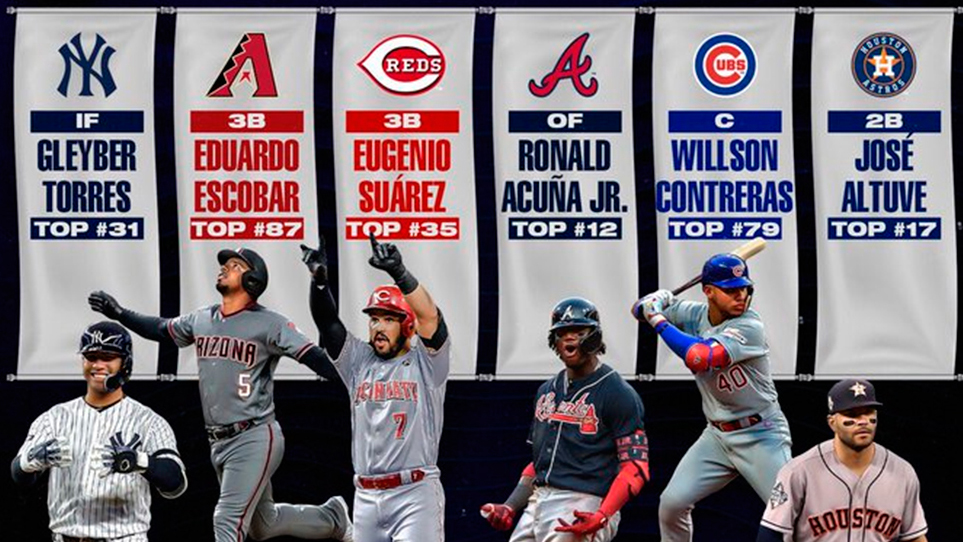 NY
IF
GLEYBER
TORRES
TOP #31
A
3B
EDUARDO
ESCOBAR
TOP #87
REDS
3B
EUGENIO
SUÁREZ
TOP #35
A
OF
RONALD
ACUÑA JR.
TOP #12
CUBS
C
WILLSON
CONTRERAS
TOP #79
HOUSTON
ASTROS
2B
JOSÉ
ALTUVE
TOP #17
ARIZONA
5
CINCINNATI
7
Atlanta
40
HOUSTON